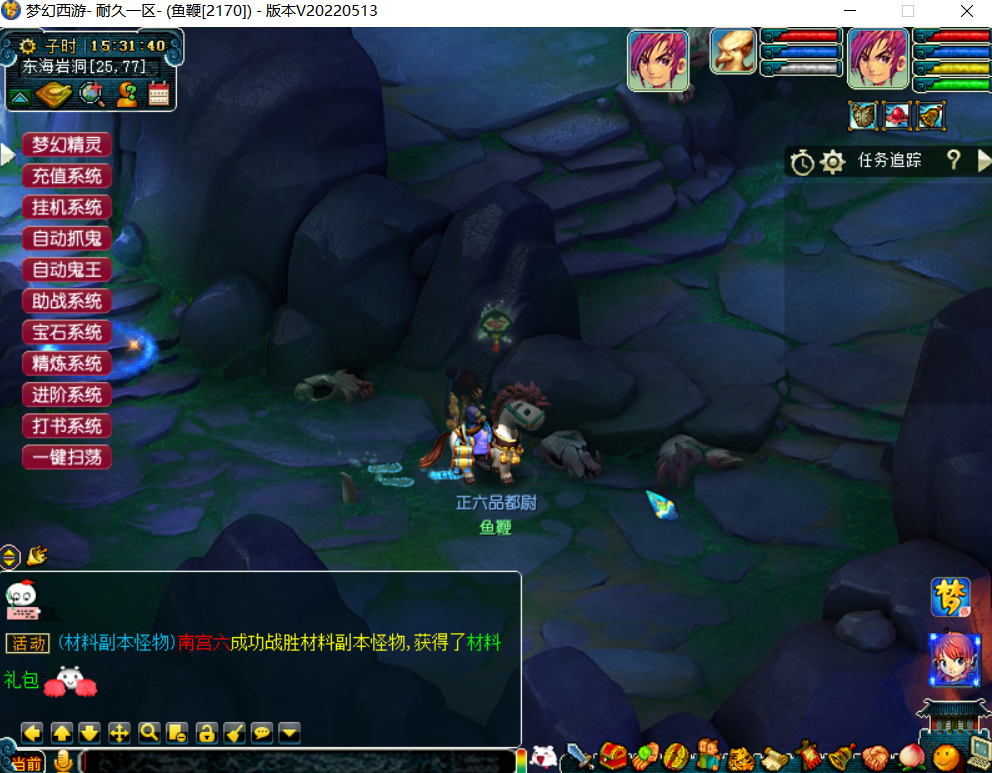 梦幻西游- 耐久一区- (鱼鞭[2170]) - 版本V20220513
子时 15:31:40
东海岩洞[25,77]
任务追踪
梦幻精灵
充值系统
挂机系统
自动抓鬼
自动鬼王
助战系统
宝石系统
精炼系统
进阶系统
打书系统
一键扫荡
正六品都尉
鱼鞭
活动 (材料副本怪物)南宫六成功战胜材料副本怪物,获得了材料
礼包
梦
当前